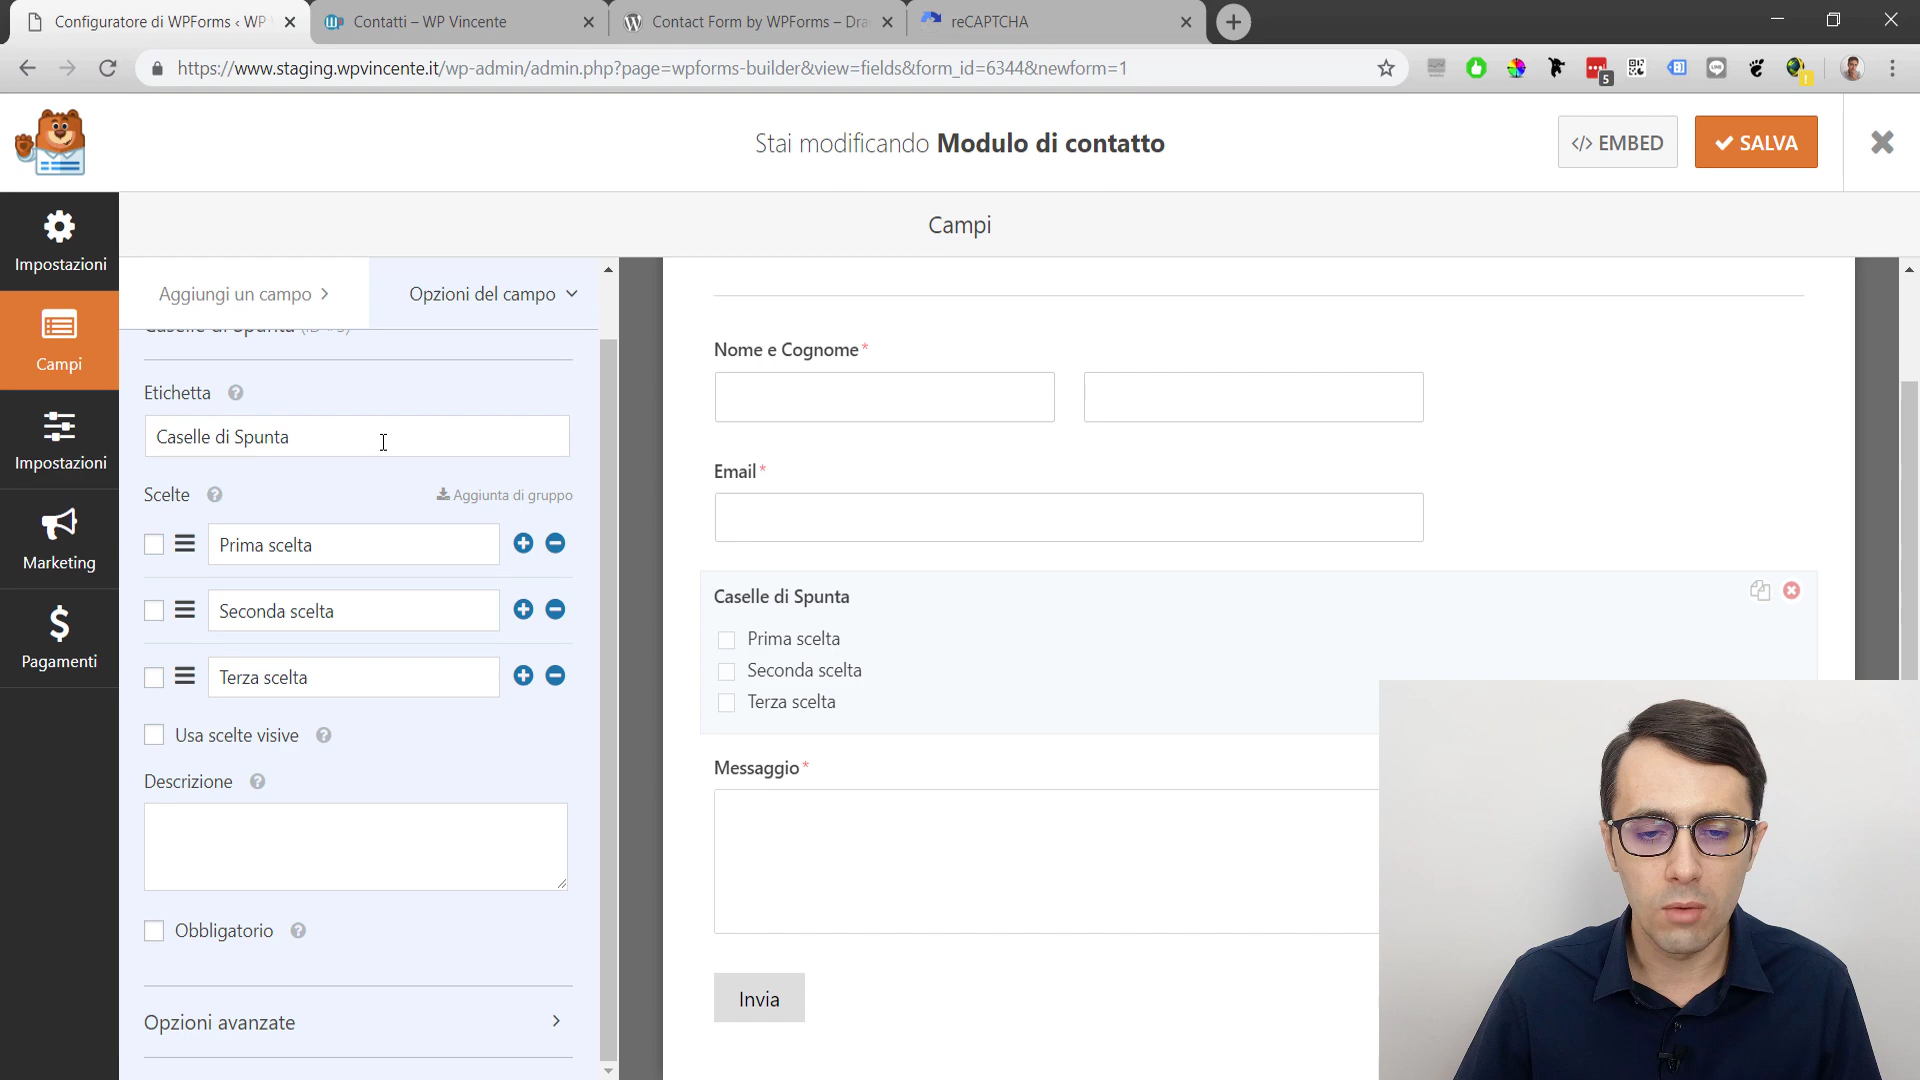 Configuratore di WPForms ‹ WP
Contatti – WP Vincente
Contact Form by WPForms – Dra
reCAPTCHA
https://www.staging.wpvincente.it/wp-admin/admin.php?page=wpforms-builder&view=fields&form_id=6344&newform=1
5
Stai modificando Modulo di contatto
</> EMBED
SALVA
Impostazioni
Campi
Impostazioni
Marketing
Pagamenti
Campi
Aggiungi un campo
Opzioni del campo
Etichetta
Caselle di Spunta
Scelte
Aggiunta di gruppo
Prima scelta
Seconda scelta
Terza scelta
Usa scelte visive
Descrizione
Obbligatorio
Opzioni avanzate
Nome e Cognome *
Email *
Caselle di Spunta
Prima scelta
Seconda scelta
Terza scelta
Messaggio *
Invia